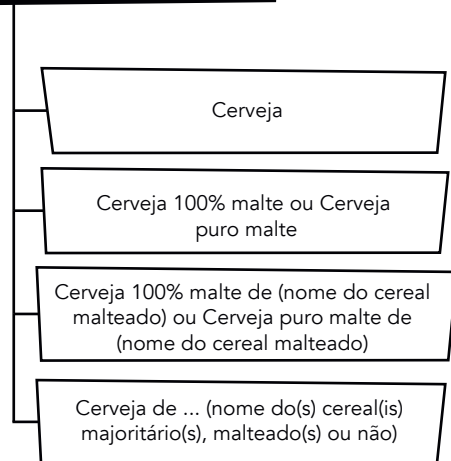 Cerveja
Cerveja 100% malte ou Cerveja
puro malte
Cerveja 100% malte de (nome do cereal
malteado) ou Cerveja puro malte de
(nome do cereal malteado)
Cerveja de ... (nome do(s) cereal(is)
majoritário(s), malteado(s) ou não)